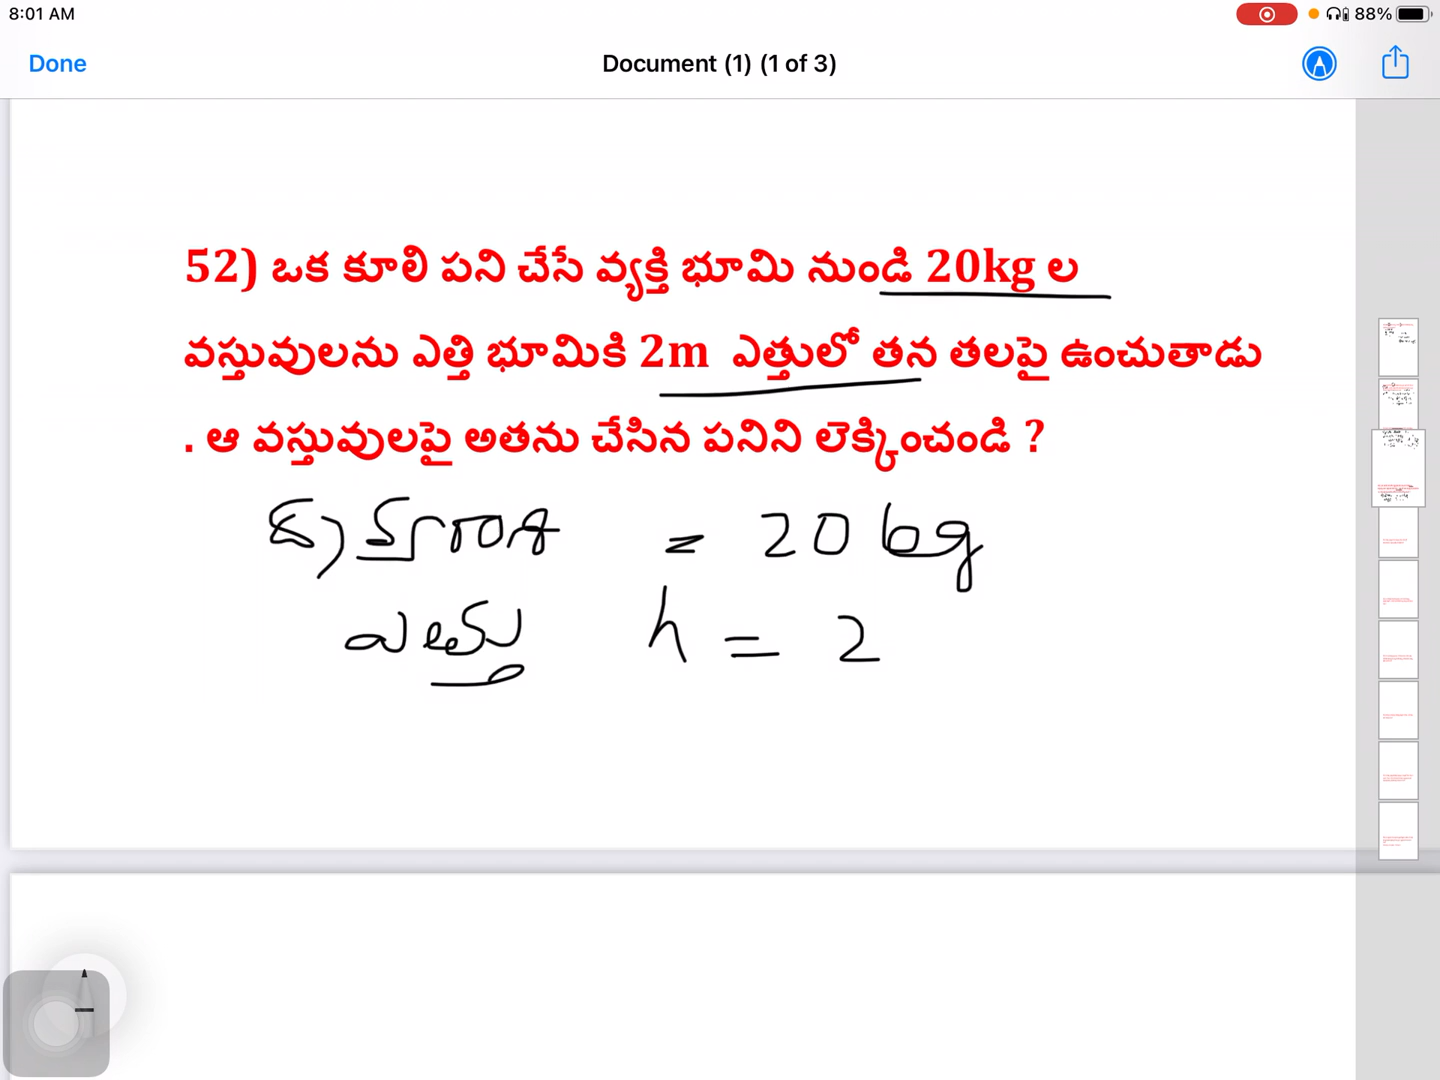 8:01 AM
88%
Done
Document (1) (1 of 3)
52) ఒక కూలి పని చేసే వ్యక్తి భూమి నుండి 20kg ల
వస్తువులను ఎత్తి భూమికి 2m ఎత్తులో తన తలపై ఉంచుతాడు
. ఆ వస్తువులపై అతను చేసిన పనిని లెక్కించండి ?
ద్రవ్యరాశి = 20 kg
ఎత్తు h = 2